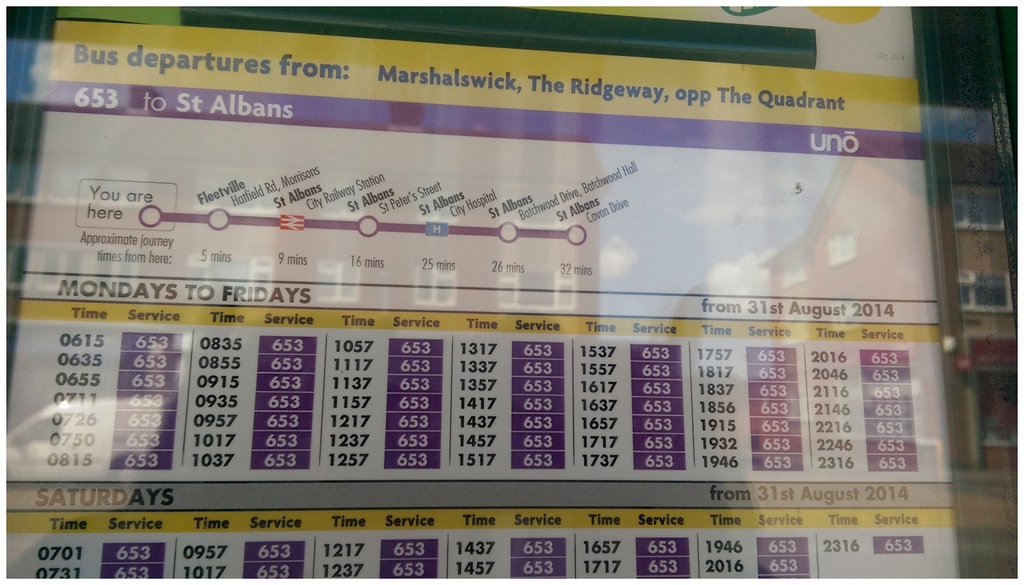 Oct 2014
Bus departures from: Marshalswick, The Ridgeway, opp The Quadrant
653 to St Albans
unō
You are here
Approximate journey times from here:
Fleetville Hatfield Rd, Morrisons
St Albans City Railway Station
St Albans St Peter's Street
St Albans City Hospital
H
St Albans Batchwood Drive, Batchwood Hall
St Albans Cavan Drive
5 mins 9 mins 16 mins 25 mins 26 mins 32 mins
MONDAYS TO FRIDAYS from 31st August 2014
Time Service Time Service Time Service Time Service Time Service Time Service Time Service
0615 653 0835 653 1057 653 1317 653 1537 653 1757 653 2016 653
0635 653 0855 653 1117 653 1337 653 1557 653 1817 653 2046 653
0655 653 0915 653 1137 653 1357 653 1617 653 1837 653 2116 653
0711 653 0935 653 1157 653 1417 653 1637 653 1856 653 2146 653
0726 653 0957 653 1217 653 1437 653 1657 653 1915 653 2216 653
0750 653 1017 653 1237 653 1457 653 1717 653 1932 653 2246 653
0815 653 1037 653 1257 653 1517 653 1737 653 1946 653 2316 653
SATURDAYS from 31st August 2014
Time Service Time Service Time Service Time Service Time Service Time Service Time Service
0701 653 0957 653 1217 653 1437 653 1657 653 1946 653 2316 653
0731 653 1017 653 1237 653 1457 653 1717 653 2016 653